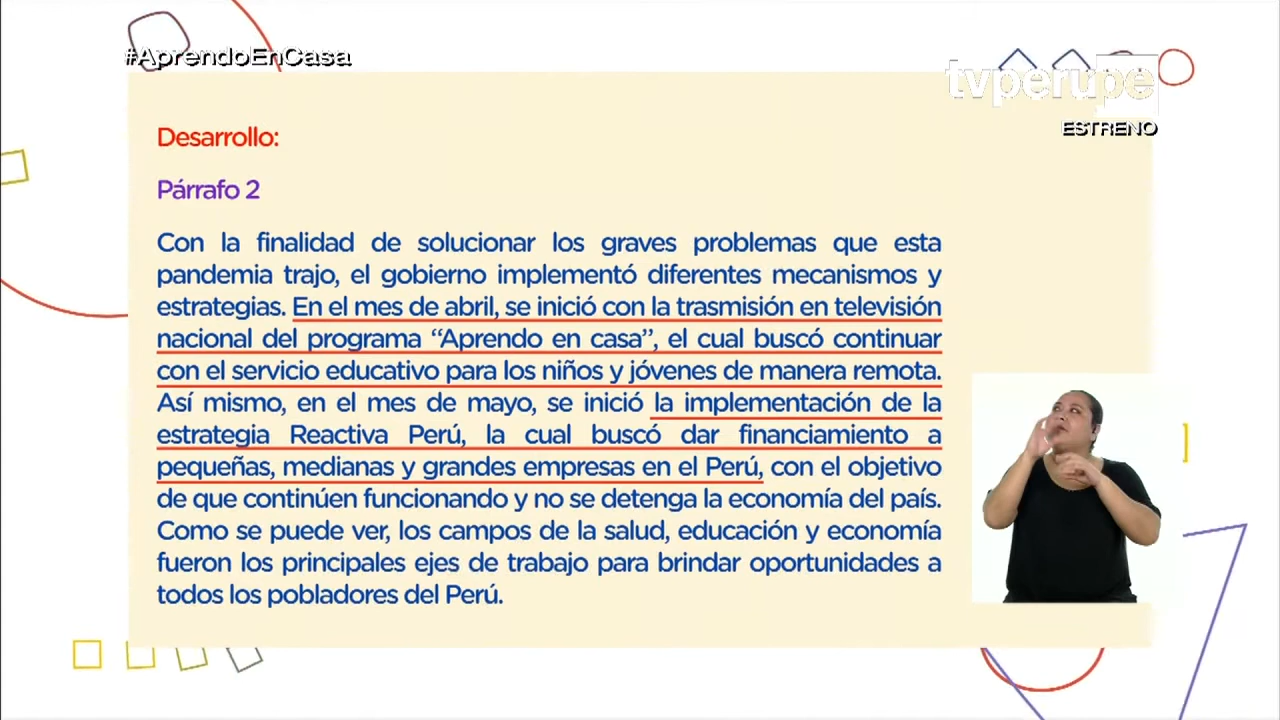 #AprendoEnCasa
tvperupe
ESTRENO
Desarrollo:
Párrafo 2
Con la finalidad de solucionar los graves problemas que esta
pandemia trajo, el gobierno implementó diferentes mecanismos y
estrategias. En el mes de abril, se inició con la trasmisión en televisión
nacional del programa “Aprendo en casa”, el cual buscó continuar
con el servicio educativo para los niños y jóvenes de manera remota.
Así mismo, en el mes de mayo, se inició la implementación de la
estrategia Reactiva Perú, la cual buscó dar financiamiento a
pequeñas, medianas y grandes empresas en el Perú, con el objetivo
de que continúen funcionando y no se detenga la economía del país.
Como se puede ver, los campos de la salud, educación y economía
fueron los principales ejes de trabajo para brindar oportunidades a
todos los pobladores del Perú.